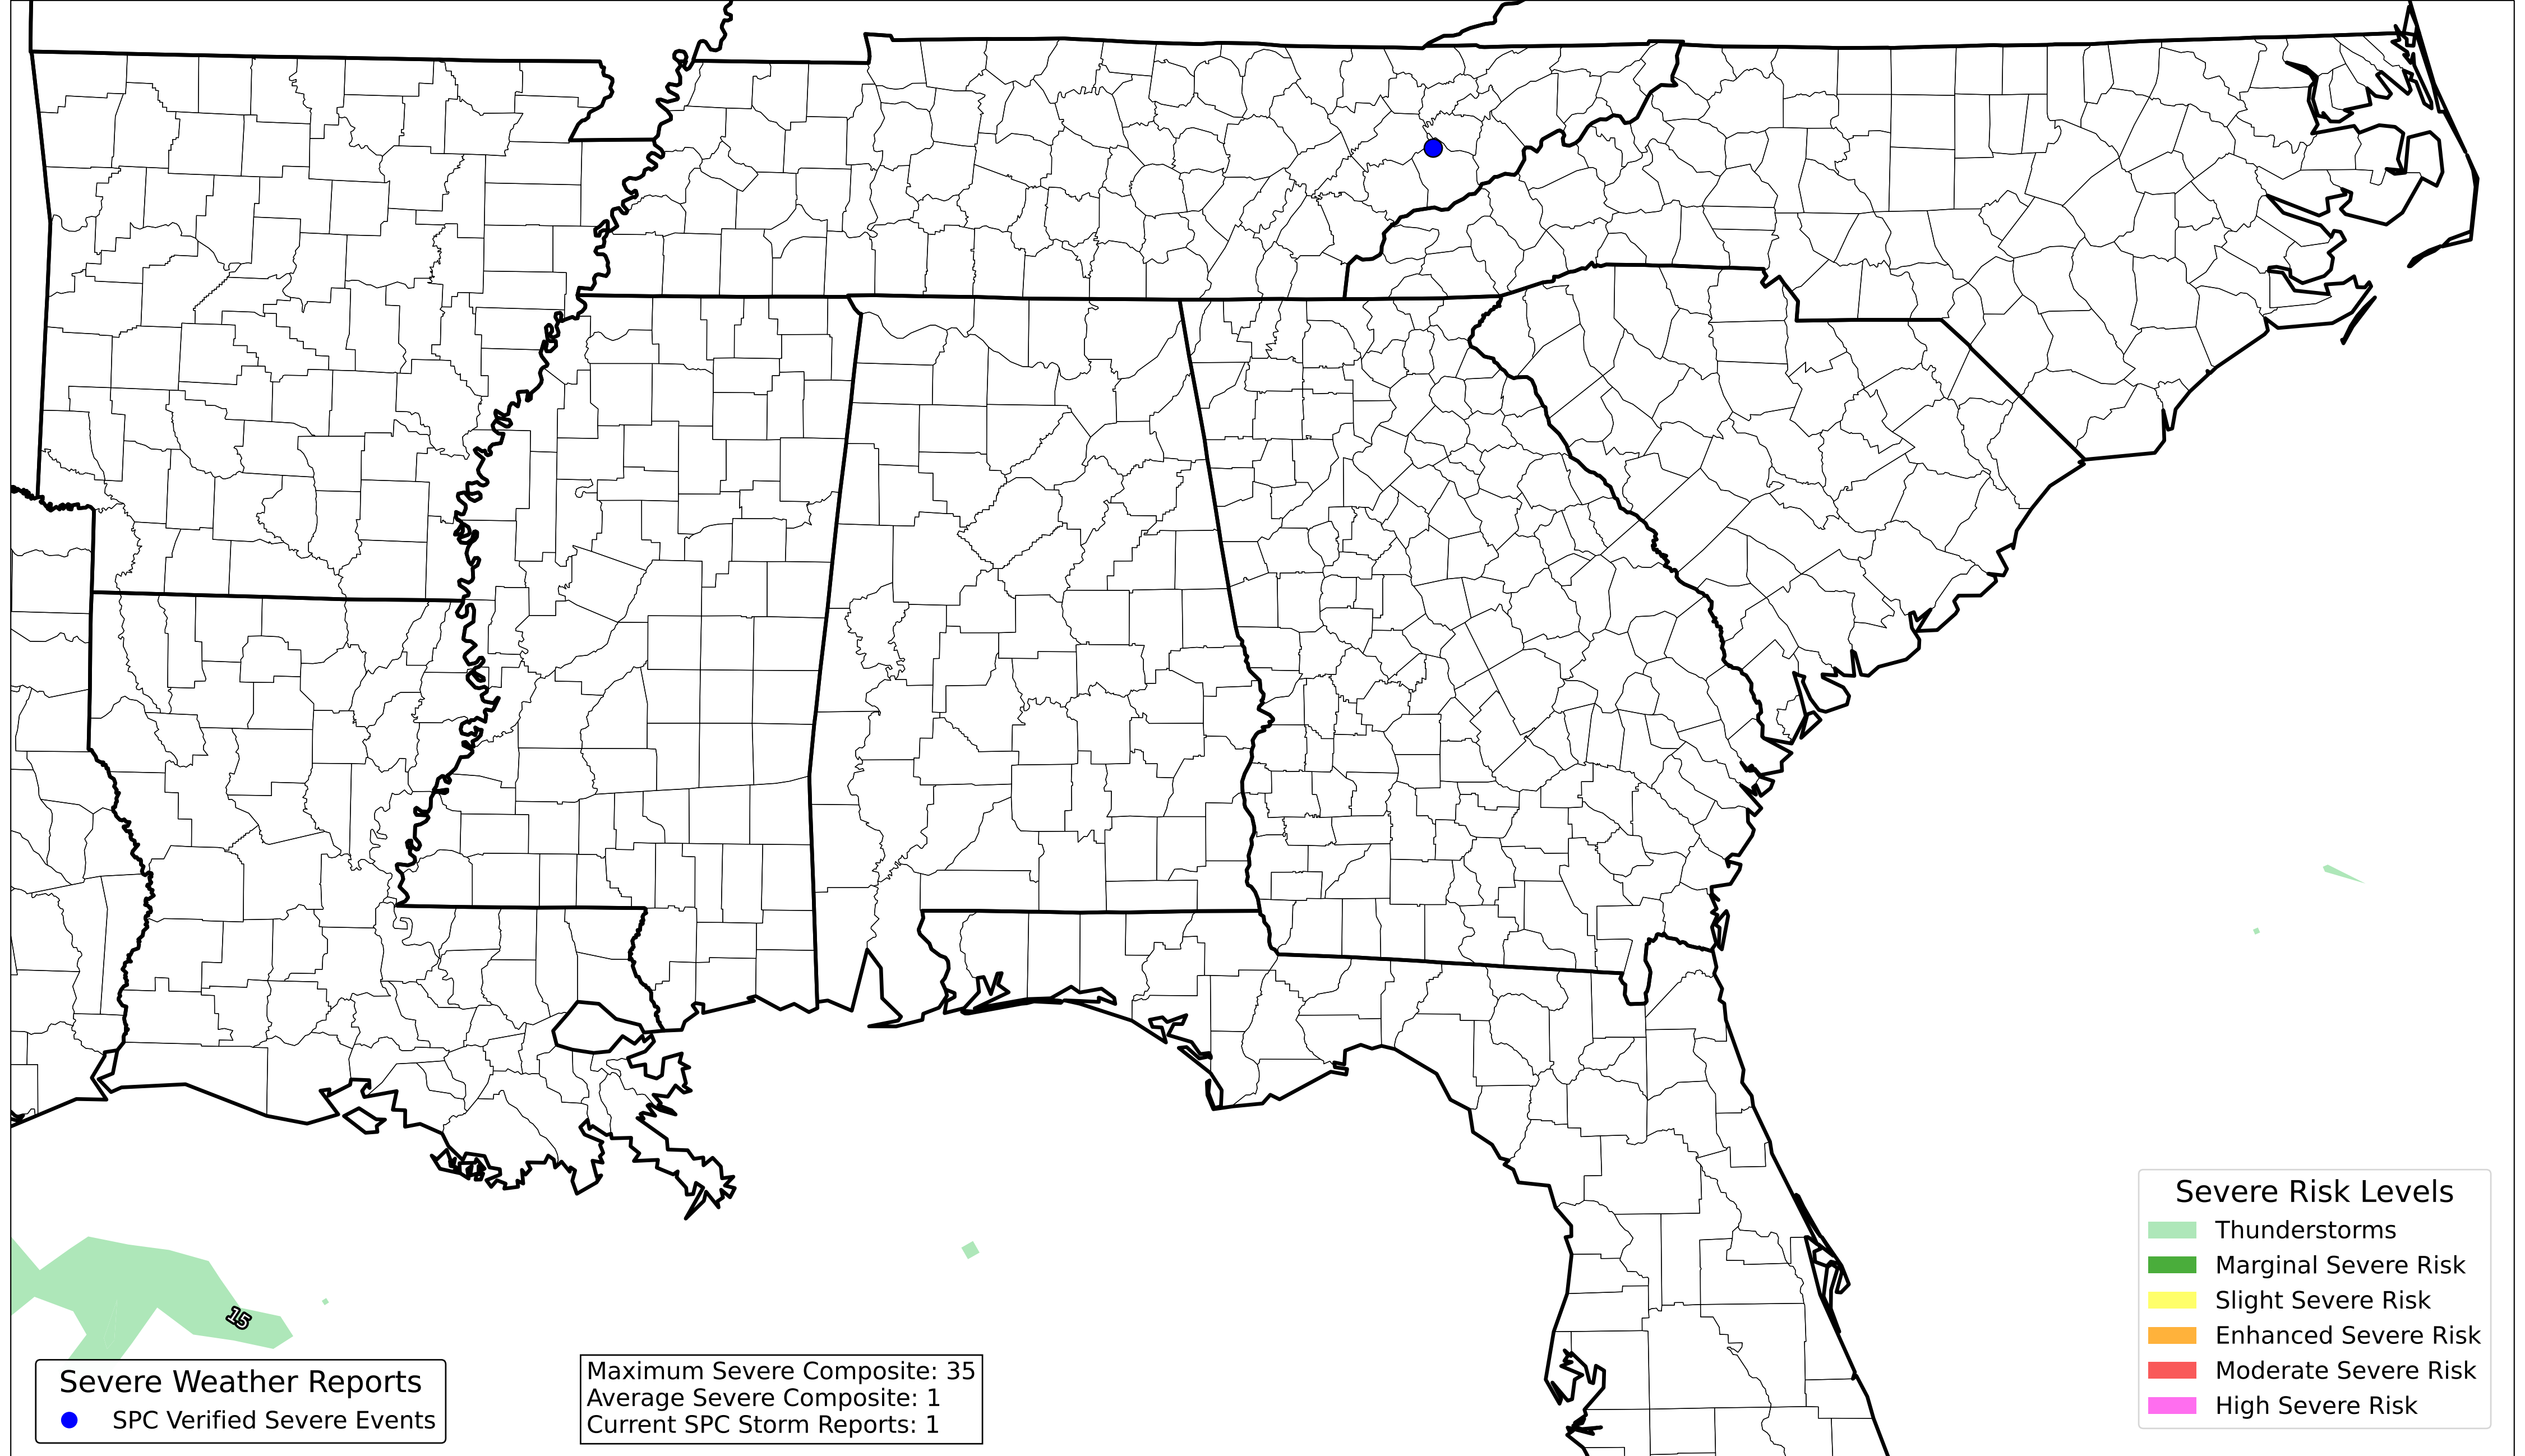 15
Severe Weather Reports
SPC Verified Severe Events
Maximum Severe Composite: 35
Average Severe Composite: 1
Current SPC Storm Reports: 1
Severe Risk Levels
Thunderstorms
Marginal Severe Risk
Slight Severe Risk
Enhanced Severe Risk
Moderate Severe Risk
High Severe Risk